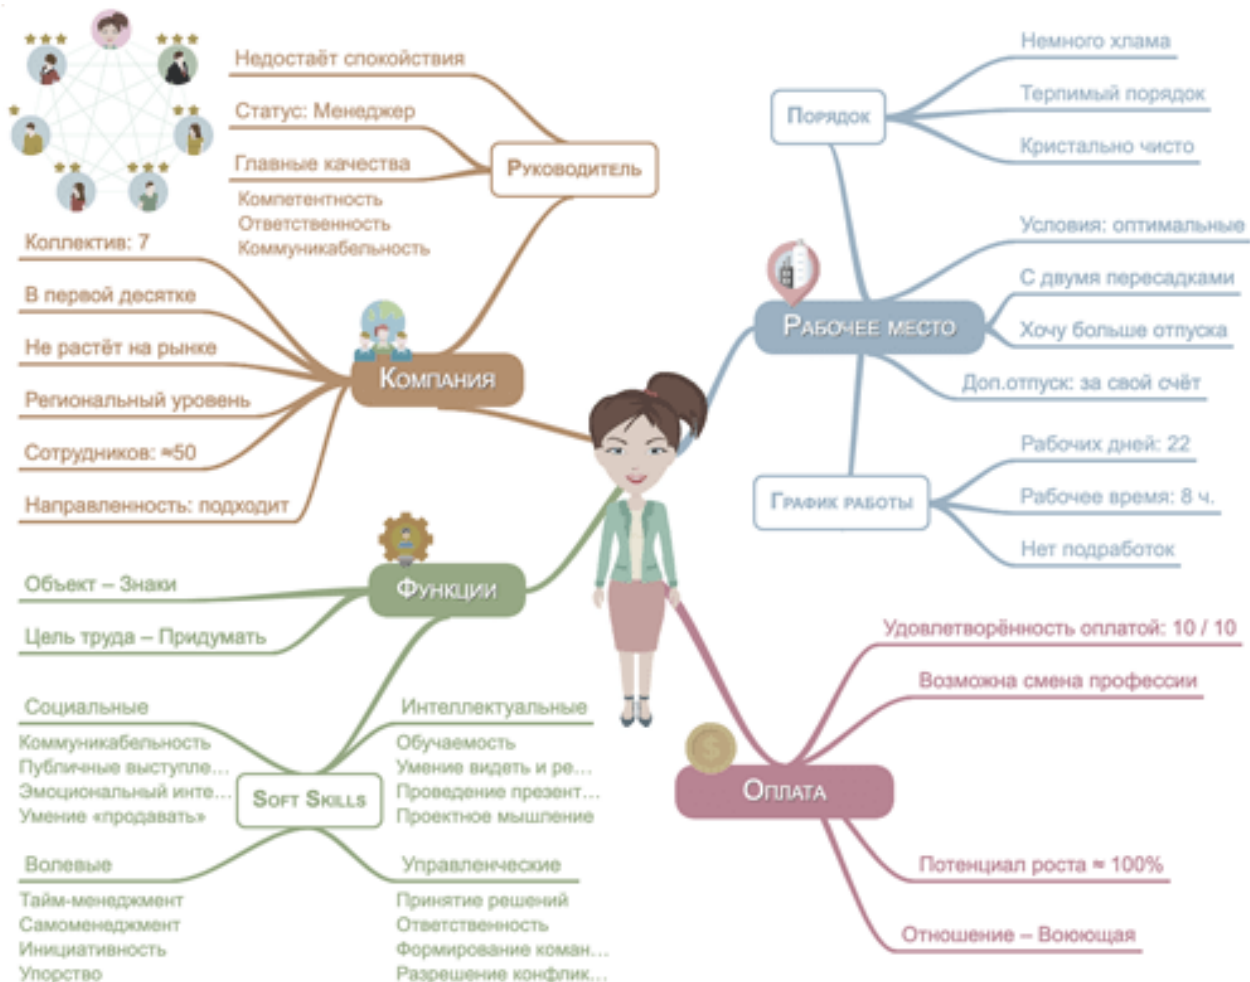 Недостаёт спокойствия
Статус: Менеджер
Главные качества
Компетентность
Ответственность
Коммуникабельность
Руководитель
Коллектив: 7
В первой десятке
Не растёт на рынке
Региональный уровень
Сотрудников: ≈50
Направленность: подходит
Компания
Порядок
Немного хлама
Терпимый порядок
Кристально чисто
Рабочее место
Условия: оптимальные
С двумя пересадками
Хочу больше отпуска
Доп.отпуск: за свой счёт
График работы
Рабочих дней: 22
Рабочее время: 8 ч.
Нет подработок
Функции
Объект – Знаки
Цель труда – Придумать
Soft Skills
Социальные
Коммуникабельность
Публичные выступле...
Эмоциональный инте...
Умение «продавать»
Интеллектуальные
Обучаемость
Умение видеть и ре...
Проведение презент...
Проектное мышление
Волевые
Тайм-менеджмент
Самоменеджмент
Инициативность
Упорство
Управленческие
Принятие решений
Ответственность
Формирование коман...
Разрешение конфлик...
Удовлетворённость оплатой: 10 / 10
Возможна смена профессии
$
Оплата
Потенциал роста ≈ 100%
Отношение – Воюющая